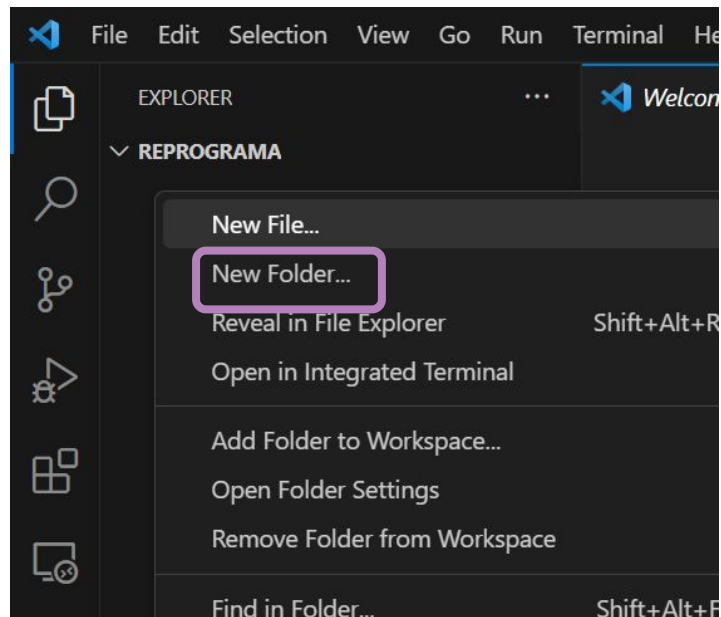 File Edit Selection View Go Run Terminal He
EXPLORER ... Welcom
REPROGRAMA
New File...
New Folder...
Reveal in File Explorer Shift+Alt+R
Open in Integrated Terminal
Add Folder to Workspace...
Open Folder Settings
Remove Folder from Workspace
Find in Folder... Shift+Alt+F